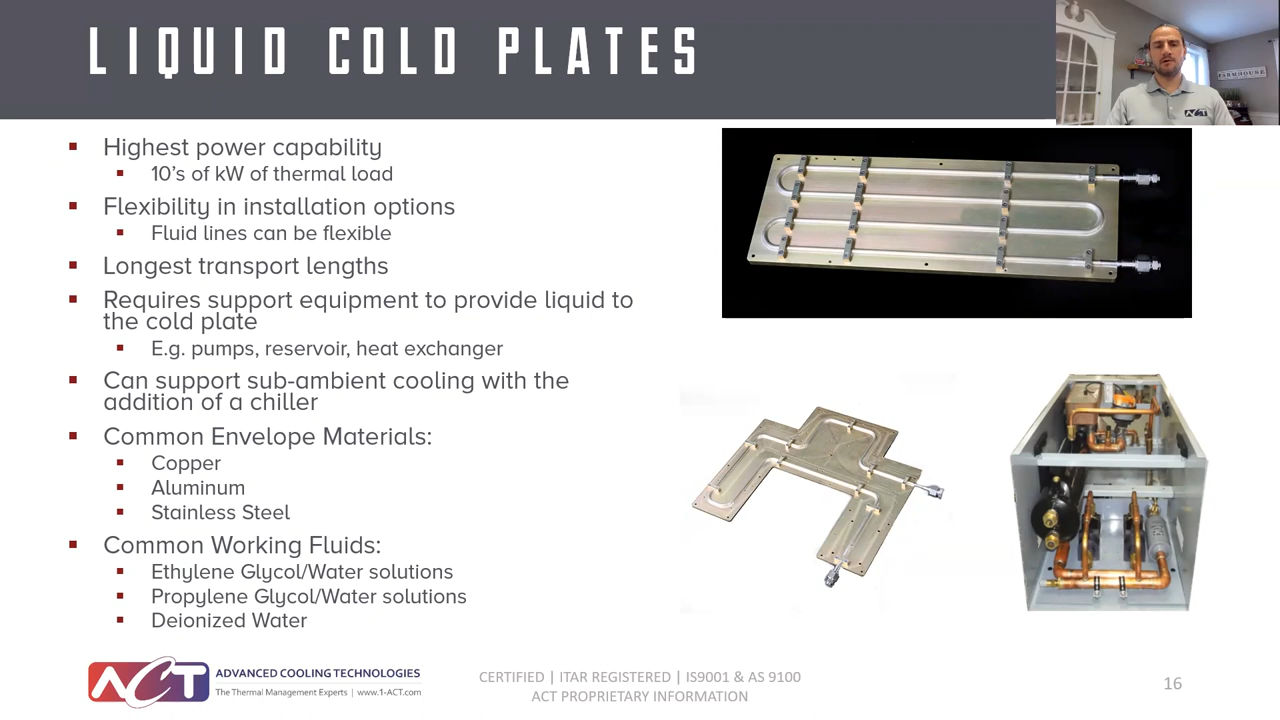 LIQUID COLD PLATES
FARMHOUSE
ACT
Highest power capability
10's of kW of thermal load
Flexibility in installation options
Fluid lines can be flexible
Longest transport lengths
Requires support equipment to provide liquid to
the cold plate
E.g. pumps, reservoir, heat exchanger
Can support sub-ambient cooling with the
addition of a chiller
Common Envelope Materials:
Copper
Aluminum
Stainless Steel
Common Working Fluids:
Ethylene Glycol/Water solutions
Propylene Glycol/Water solutions
Deionized Water
ACT
ADVANCED COOLING TECHNOLOGIES
The Thermal Management Experts | www.1-ACT.com
CERTIFIED | ITAR REGISTERED | IS9001 & AS 9100
ACT PROPRIETARY INFORMATION
16